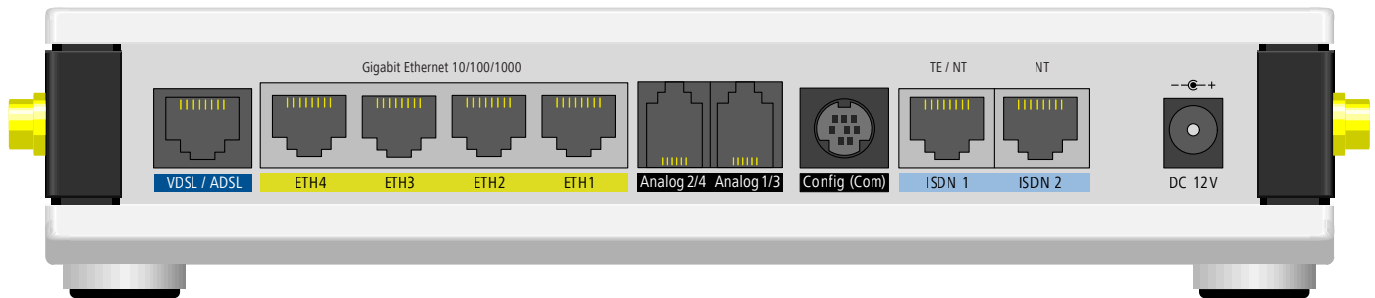 Gigabit Ethernet 10/100/1000
TE / NT
NT
- +
VDSL / ADSL
ETH4
ETH3
ETH2
ETH1
Analog 2/4
Analog 1/3
Config (Com)
ISDN 1
ISDN 2
DC 12V